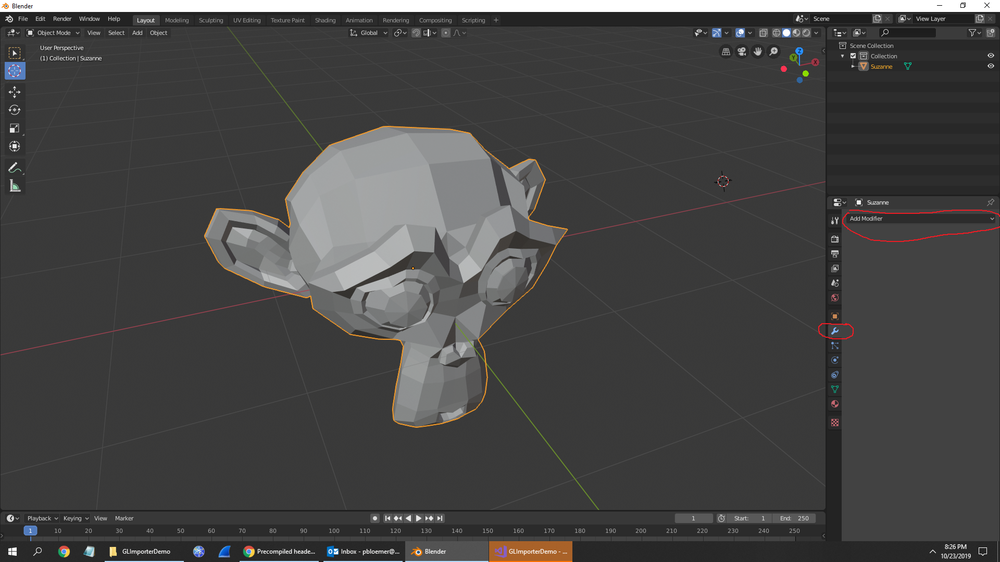 Blender
File Edit Render Window Help Layout Modeling Sculpting UV Editing Texture Paint Shading Animation Rendering Compositing Scripting + Scene View Layer
Object Mode View Select Add Object Global
User Perspective
(1) Collection | Suzanne
Z
Y
X
Scene Collection
Collection
Suzanne
Suzanne
Add Modifier
Playback Keying View Marker 1 Start: 1 End: 250
1 10 20 30 40 50 60 70 80 90 100 110 120 130 140 150 160 170 180 190 200 210 220 230 240 250
GLImporterDemo Precompiled heade... Inbox - pbloemer@... Blender GLImporterDemo - ...
8:26 PM
10/23/2019